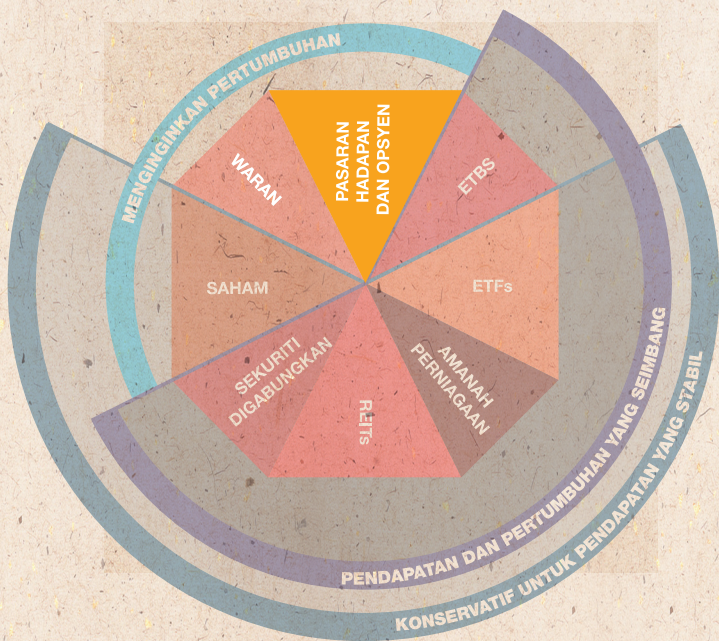 MENGINGINKAN PERTUMBUHAN
WARAN
PASARAN
HADAPAN
DAN OPSYEN
ETBS
SAHAM
ETFs
SEKURITI
DIGABUNGKAN
REITs
AMANAH
PERNIAGAAN
PENDAPATAN DAN PERTUMBUHAN YANG SEIMBANG
KONSERVATIF UNTUK PENDAPATAN YANG STABIL